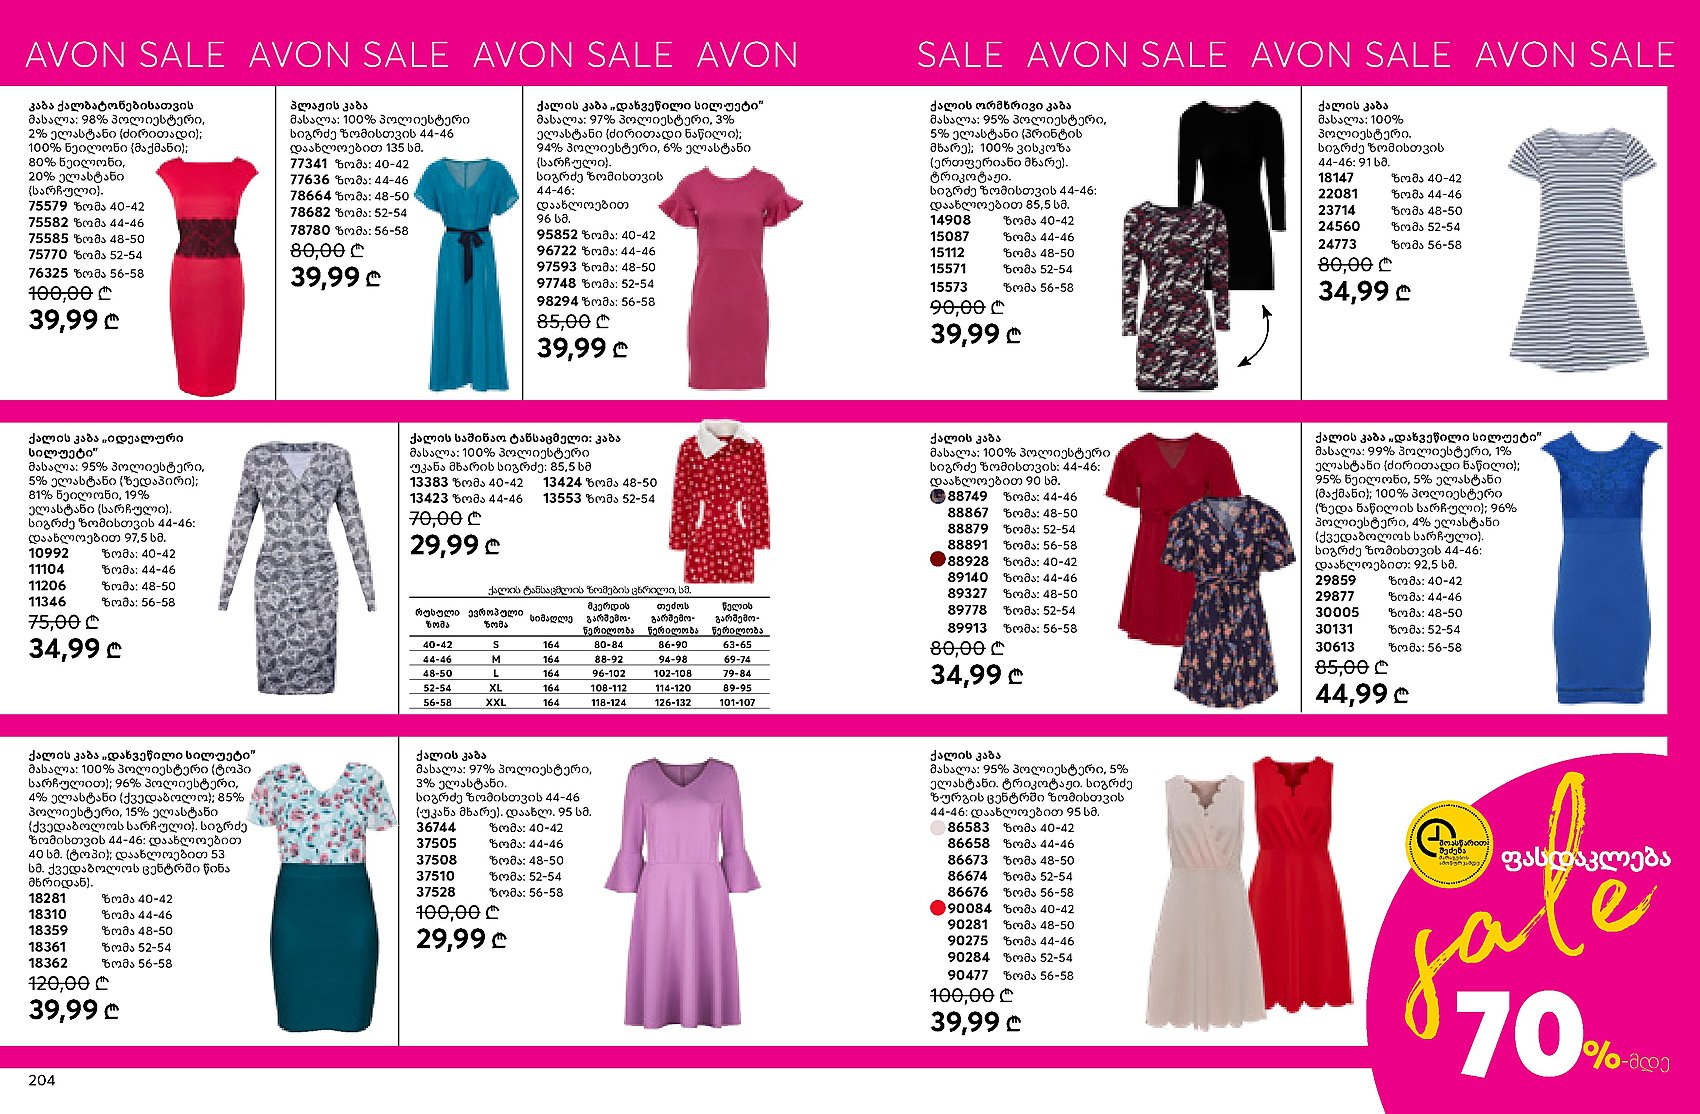 AVON SALE AVON SALE AVON SALE AVON
SALE AVON SALE AVON SALE AVON SALE
კაბა ქალბატონებისათვის
მასალა: 98% პოლიესტერი,
2% ელასტანი (ძირითადი);
100% ნეილონი (მაქმანი);
80% ნეილონი,
20% ელასტანი
(სარჩული).
75579 ზომა 40-42
75582 ზომა 44-46
75585 ზომა 48-50
75770 ზომა 52-54
76325 ზომა 56-58
100,00 ₾
39,99 ₾
პლაჟის კაბა
მასალა: 100% პოლიესტერი
სიგრძე ზომისთვის 44-46
დაახლოებით 135 სმ.
77341 ზომა: 40-42
77636 ზომა: 44-46
78664 ზომა: 48-50
78682 ზომა: 52-54
78780 ზომა: 56-58
80,00 ₾
39,99 ₾
ქალის კაბა „დახვეწილი სილუეტი”
მასალა: 97% პოლიესტერი, 3%
ელასტანი (ძირითადი ნაწილი);
94% პოლიესტერი, 6% ელასტანი
(სარჩული).
სიგრძე ზომისთვის
44-46:
დაახლოებით
96 სმ.
95852 ზომა: 40-42
96722 ზომა: 44-46
97593 ზომა: 48-50
97748 ზომა: 52-54
98294 ზომა: 56-58
85,00 ₾
39,99 ₾
ქალის ორმხრივი კაბა
მასალა: 95% პოლიესტერი,
5% ელასტანი (პრინტის
მხარე); 100% ვისკოზა
(ერთფერიანი მხარე).
ტრიკოტაჟი.
სიგრძე ზომისთვის 44-46:
დაახლოებით 85,5 სმ.
14908 ზომა 40-42
15087 ზომა 44-46
15112 ზომა 48-50
15571 ზომა 52-54
15573 ზომა 56-58
90,00 ₾
39,99 ₾
ქალის კაბა
მასალა: 100%
პოლიესტერი.
სიგრძე ზომისთვის
44-46: 91 სმ.
18147 ზომა 40-42
22081 ზომა 44-46
23714 ზომა 48-50
24560 ზომა 52-54
24773 ზომა 56-58
80,00 ₾
34,99 ₾
ქალის კაბა „იდეალური
სილუეტი”
მასალა: 95% პოლიესტერი,
5% ელასტანი (ზედაპირი);
81% ნეილონი, 19%
ელასტანი (სარჩული).
სიგრძე ზომისთვის 44-46:
დაახლოებით 97,5 სმ.
10992 ზომა: 40-42
11104 ზომა: 44-46
11206 ზომა: 48-50
11346 ზომა: 56-58
75,00 ₾
34,99 ₾
ქალის საშინაო ტანსაცმელი: კაბა
მასალა: 100% პოლიესტერი
უკანა მხარის სიგრძე: 85,5 სმ
13383 ზომა 40-42 13424 ზომა 48-50
13423 ზომა 44-46 13553 ზომა 52-54
70,00 ₾
29,99 ₾
ქალის ტანსაცმლის ზომების ცხრილი, სმ.
რუსული ზომა ევროპული ზომა სიმაღლე მკერდის გარშემო-წერილობა თეძოს გარშემო-წერილობა წელის გარშემო-წერილობა
40-42 S 164 80-84 86-90 63-65
44-46 M 164 88-92 94-98 69-74
48-50 L 164 96-102 102-108 79-84
52-54 XL 164 108-112 114-120 89-95
56-58 XXL 164 118-124 126-132 101-107
ქალის კაბა
მასალა: 100% პოლიესტერი
სიგრძე ზომისთვის: 44-46:
დაახლოებით 90 სმ.
88749 ზომა: 44-46
88867 ზომა: 48-50
88879 ზომა: 52-54
88891 ზომა: 56-58
88928 ზომა: 40-42
89140 ზომა: 44-46
89327 ზომა: 48-50
89778 ზომა: 52-54
89913 ზომა: 56-58
80,00 ₾
34,99 ₾
ქალის კაბა „დახვეწილი სილუეტი”
მასალა: 99% პოლიესტერი, 1%
ელასტანი (ძირითადი ნაწილი);
95% ნეილონი, 5% ელასტანი
(მაქმანი); 100% პოლიესტერი
(ზედა ნაწილის სარჩული); 96%
პოლიესტერი, 4% ელასტანი
(ქვედაბოლოს სარჩული).
სიგრძე ზომისთვის 44-46:
დაახლოებით: 92,5 სმ.
29859 ზომა: 40-42
29877 ზომა: 44-46
30005 ზომა: 48-50
30131 ზომა: 52-54
30613 ზომა: 56-58
85,00 ₾
44,99 ₾
ქალის კაბა „დახვეწილი სილუეტი”
მასალა: 100% პოლიესტერი (ტოპი
სარჩულით); 96% პოლიესტერი,
4% ელასტანი (ქვედაბოლო); 85%
პოლიესტერი, 15% ელასტანი
(ქვედაბოლოს სარჩული). სიგრძე
ზომისთვის 44-46: დაახლოებით
40 სმ. (ტოპი); დაახლოებით 53
სმ. ქვედაბოლოს ცენტრში წინა
მხრიდან).
18281 ზომა 40-42
18310 ზომა 44-46
18359 ზომა 48-50
18361 ზომა 52-54
18362 ზომა 56-58
120,00 ₾
39,99 ₾
ქალის კაბა
მასალა: 97% პოლიესტერი,
3% ელასტანი.
სიგრძე ზომისთვის 44-46
(უკანა მხარე). დაახლ. 95 სმ.
36744 ზომა: 40-42
37505 ზომა: 44-46
37508 ზომა: 48-50
37510 ზომა: 52-54
37528 ზომა: 56-58
100,00 ₾
29,99 ₾
ქალის კაბა
მასალა: 95% პოლიესტერი, 5%
ელასტანი. ტრიკოტაჟი. სიგრძე
ზურგის ცენტრში ზომისთვის
44-46: დაახლოებით 95 სმ.
86583 ზომა 40-42
86658 ზომა 44-46
86673 ზომა 48-50
86674 ზომა 52-54
86676 ზომა 56-58
90084 ზომა 40-42
90281 ზომა 48-50
90275 ზომა 44-46
90284 ზომა 52-54
90477 ზომა 56-58
100,00 ₾
39,99 ₾
მოასწარით
შეძენა
ფასდაკლება
sale
70%-მდე
204